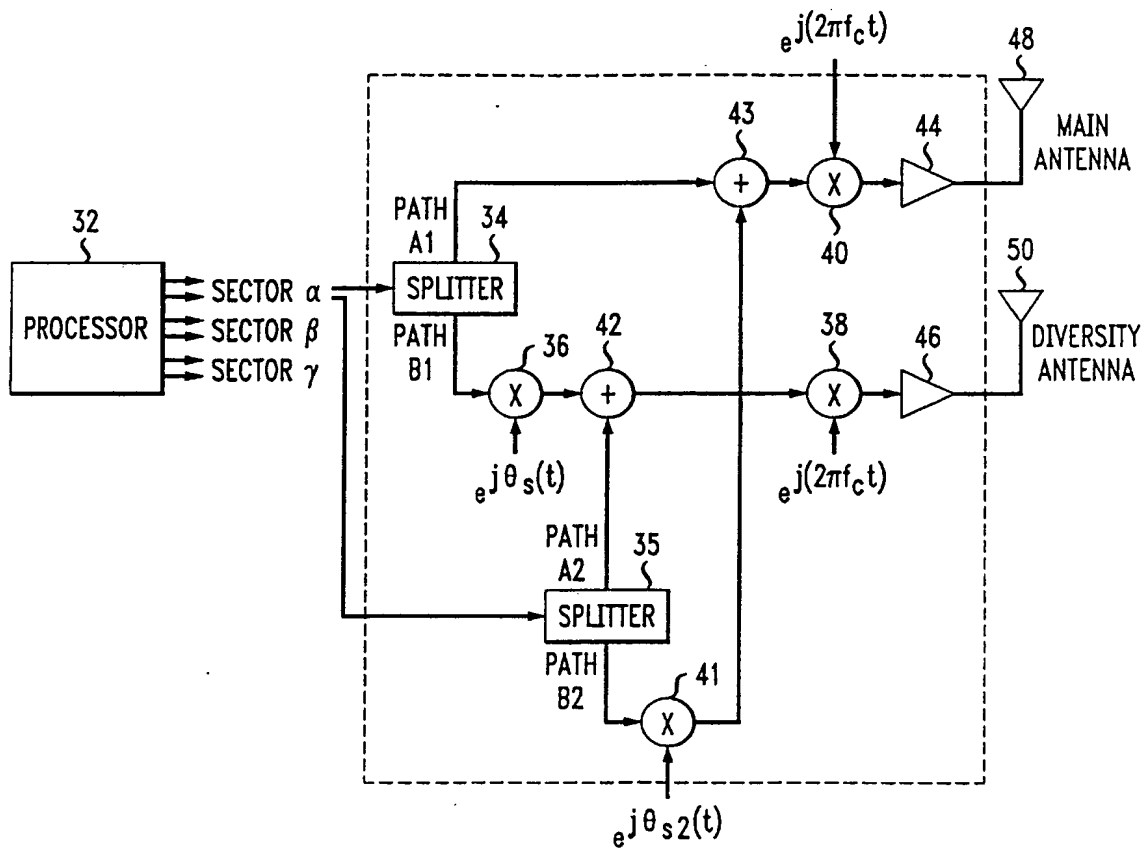 e j(2πfct)
48
43
44
MAIN
ANTENNA
+
X
40
32
PATH
A1
34
50
PROCESSOR
SECTOR α
SECTOR β
SECTOR γ
SPLITTER
PATH
B1
36
42
38
46
DIVERSITY
ANTENNA
X
+
X
e jθs(t)
e j(2πfct)
PATH
A2
35
SPLITTER
PATH
B2
41
X
e jθs2(t)